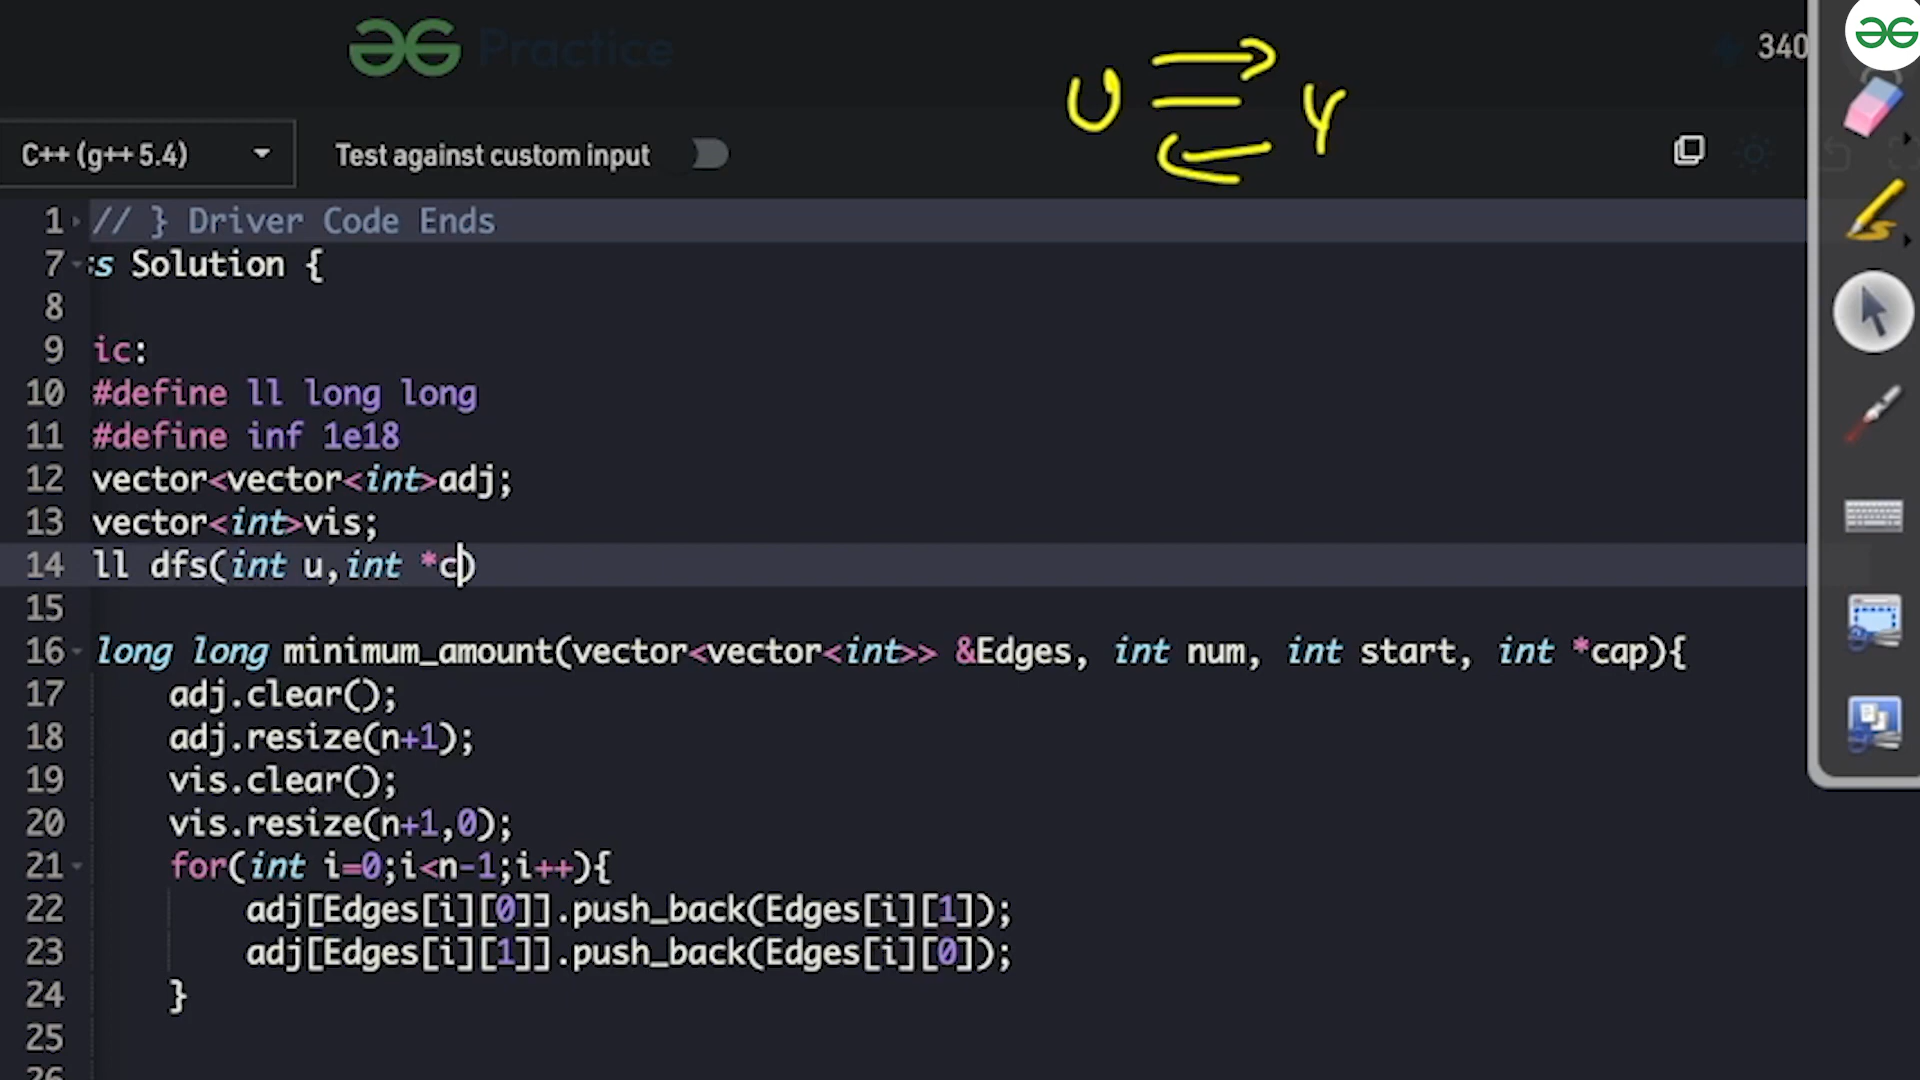 GG Practice
340
U Y
C++ (g++ 5.4) Test against custom input
1 // } Driver Code Ends
7 s Solution {
8
9 ic:
10 #define ll long long
11 #define inf 1e18
12 vector<vector<int>adj;
13 vector<int>vis;
14 ll dfs(int u,int *c)
15
16 long long minimum_amount(vector<vector<int>> &Edges, int num, int start, int *cap){
17 adj.clear();
18 adj.resize(n+1);
19 vis.clear();
20 vis.resize(n+1,0);
21 for(int i=0;i<n-1;i++){
22 adj[Edges[i][0]].push_back(Edges[i][1]);
23 adj[Edges[i][1]].push_back(Edges[i][0]);
24 }
25
26